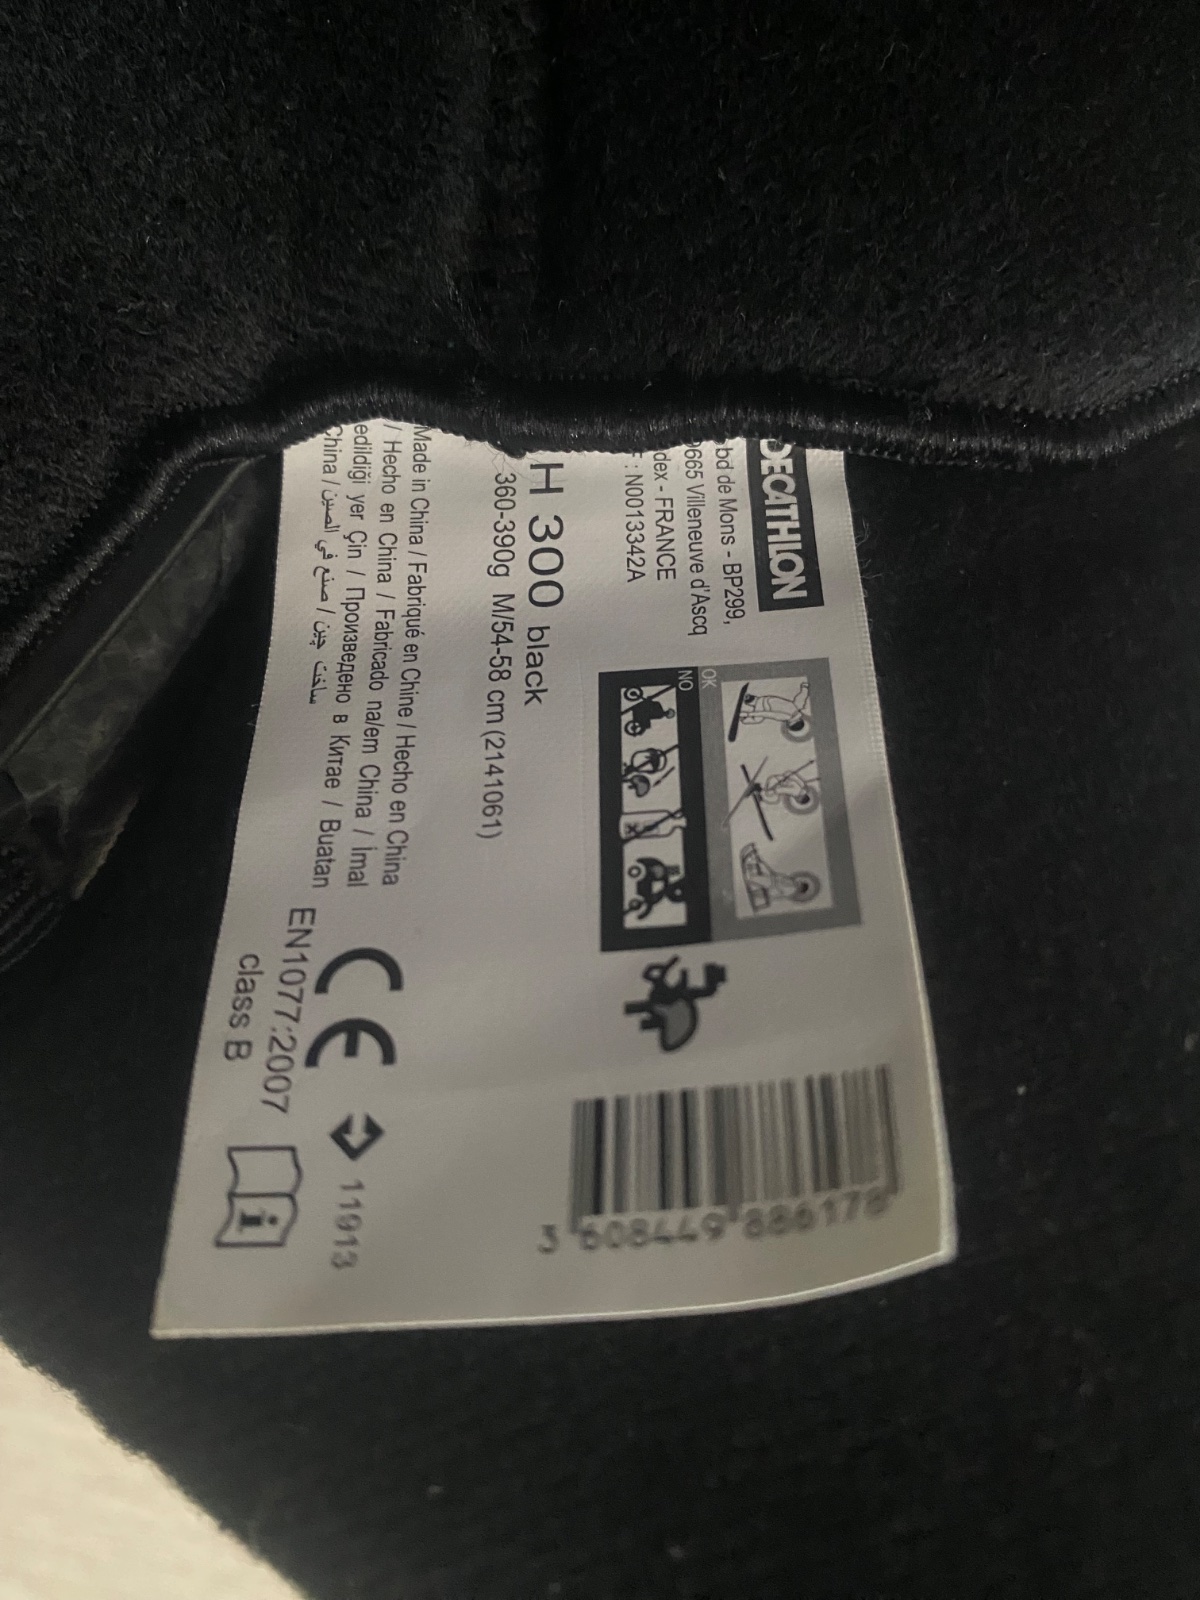 DECATHLON
bd de Mons - BP299,
9665 Villeneuve d'Ascq
dex - FRANCE
: N0013342A
OK
NO
H 300 black
360-390g M/54-58 cm (2141061)
Made in China / Fabriqué en Chine / Hecho en China
/ Hecho en China / Fabricado na/em China / İmal
edildiği yer Çin / Произведено в Китае / Buatan
China / صنع في الصين / ساخت چین
EN1077:2007
class B
CE
11913
3 608449 886178